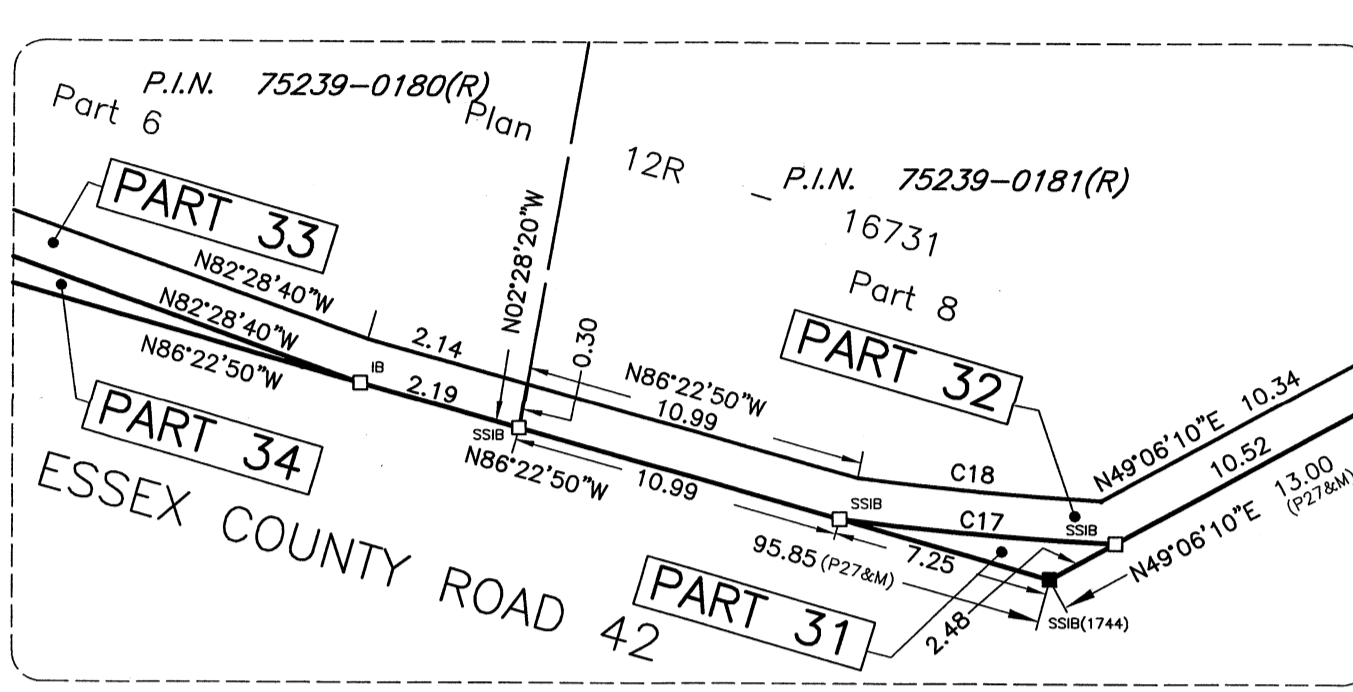 P.I.N. 75239-0180(R)
Part 6
Plan
12R - P.I.N. 75239-0181(R)
16731
Part 8
PART 33
N82°28'40"W
N82°28'40"W
N86°22'50"W
PART 34
IB
2.14
2.19
N02°28'20"W
0.30
SSIB
N86°22'50"W
10.99
N86°22'50"W
10.99
PART 32
C18
N49°06'10"E 10.34
10.52
SSIB
C17
SSIB
N49°06'10"E 13.00
(P27&M)
95.85 (P27&M)
7.25
2.48
SSIB(1744)
PART 31
ESSEX COUNTY ROAD 42